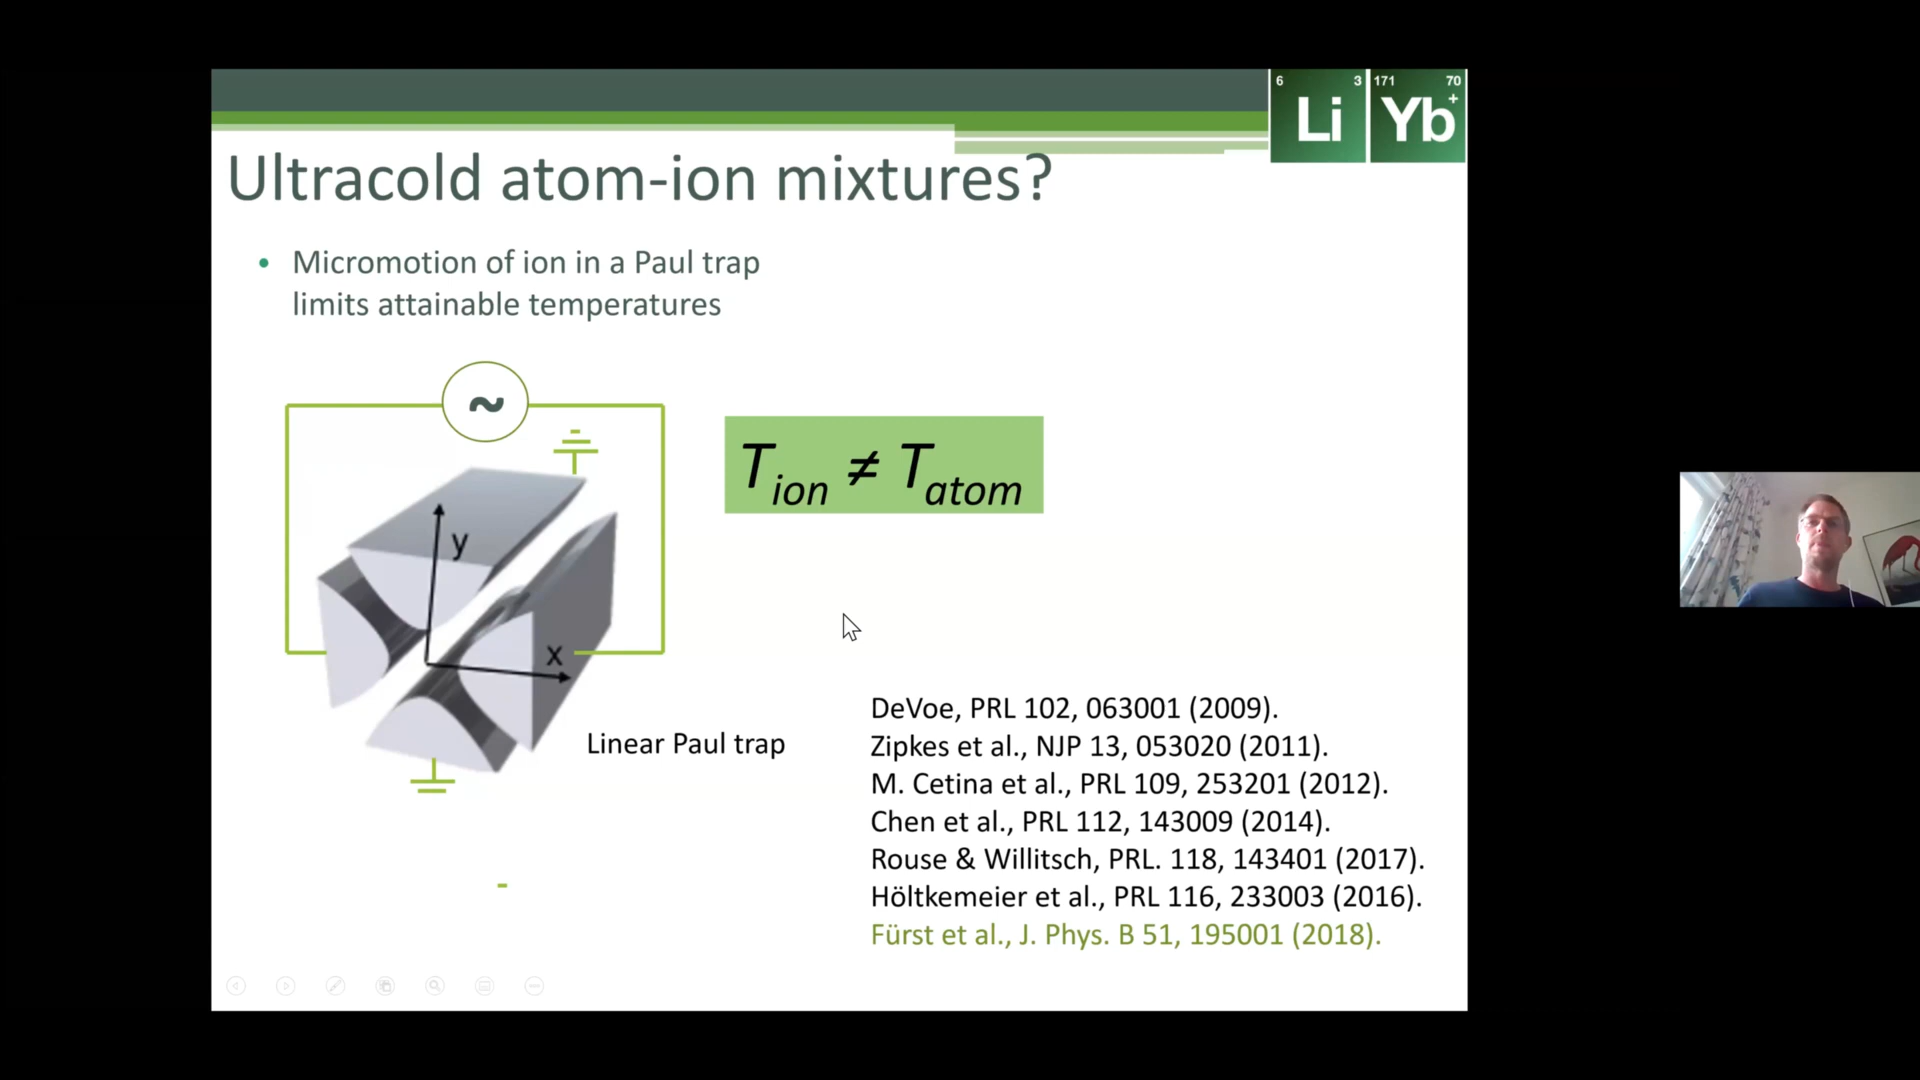 6 3 171 70
Li Yb+
Ultracold atom-ion mixtures?
• Micromotion of ion in a Paul trap
limits attainable temperatures
~
T_ion ≠ T_atom
y
x
Linear Paul trap
DeVoe, PRL 102, 063001 (2009).
Zipkes et al., NJP 13, 053020 (2011).
M. Cetina et al., PRL 109, 253201 (2012).
Chen et al., PRL 112, 143009 (2014).
Rouse & Willitsch, PRL. 118, 143401 (2017).
Höltkemeier et al., PRL 116, 233003 (2016).
Fürst et al., J. Phys. B 51, 195001 (2018).